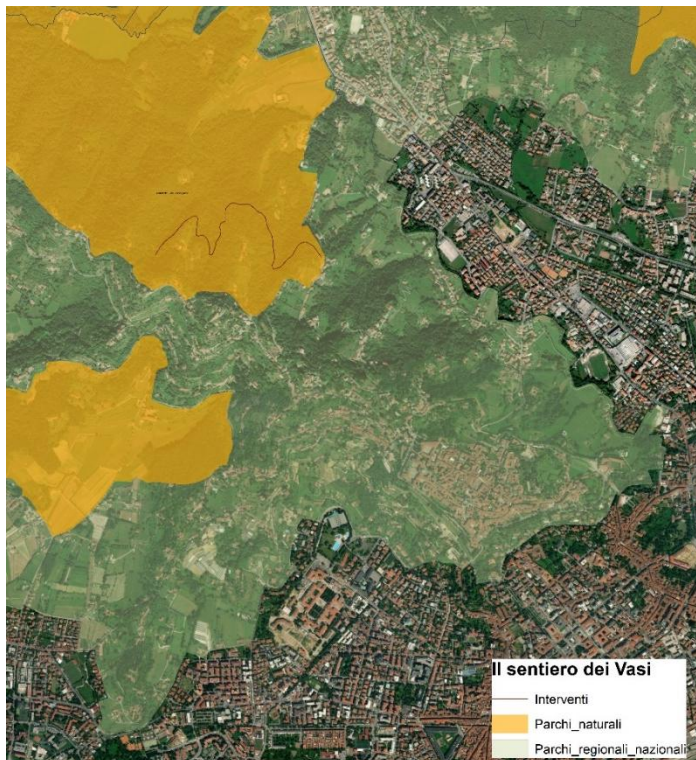 Il sentiero dei Vasi
Interventi
Parchi_naturali
Parchi_regionali_nazionali